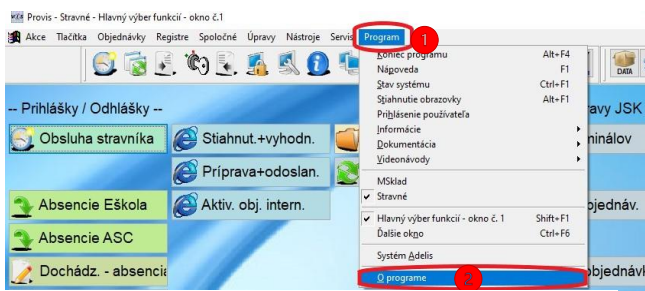 Provis - Stravné - Hlavný výber funkcií - okno č.1
Akce Tlačítka Objednávky Registre Spoločné Úpravy Nástroje Servis Program
1
Koniec programu Alt+F4
Nápoveda F1
Stav systému Ctrl+F1
Stiahnutie obrazovky Alt+F1
Prihlásenie používateľa
Informácie
Dokumentácia
Videonávody
MSklad
Stravné
Hlavný výber funkcií - okno č. 1 Shift+F1
Ďalšie okno Ctrl+F6
Systém Adelis
O programe
2
DATA
-- Prihlášky / Odhlášky --
avy JSK
Obsluha stravníka Stiahnut.+vyhodn.
minálov
Príprava+odoslan.
Absencie Eškola Aktiv. obj. intern.
bjednáv.
Absencie ASC
Dochádz. - absencia
objednávk